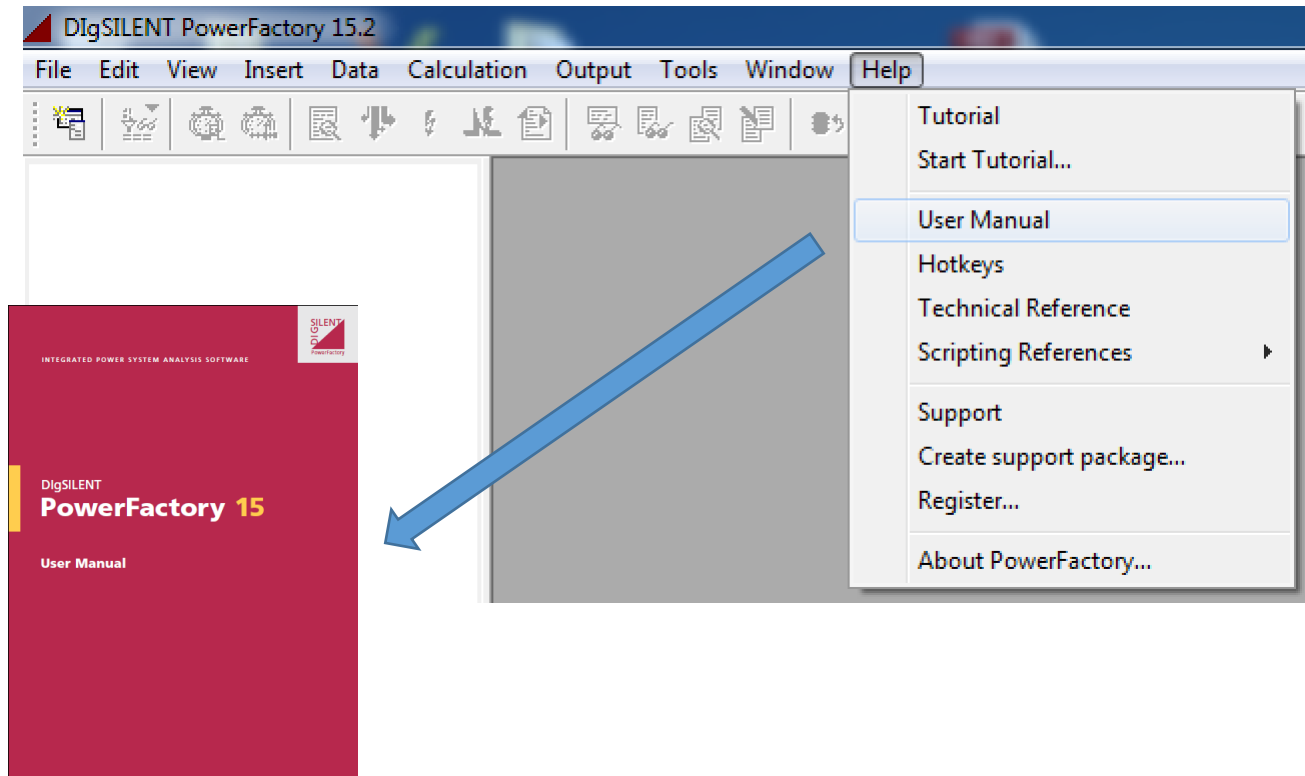 DIgSILENT PowerFactory 15.2
File Edit View Insert Data Calculation Output Tools Window Help
Tutorial
Start Tutorial...
User Manual
Hotkeys
Technical Reference
Scripting References
Support
Create support package...
Register...
About PowerFactory...
INTEGRATED POWER SYSTEM ANALYSIS SOFTWARE
DIgSILENT
PowerFactory
DIgSILENT
PowerFactory 15
User Manual